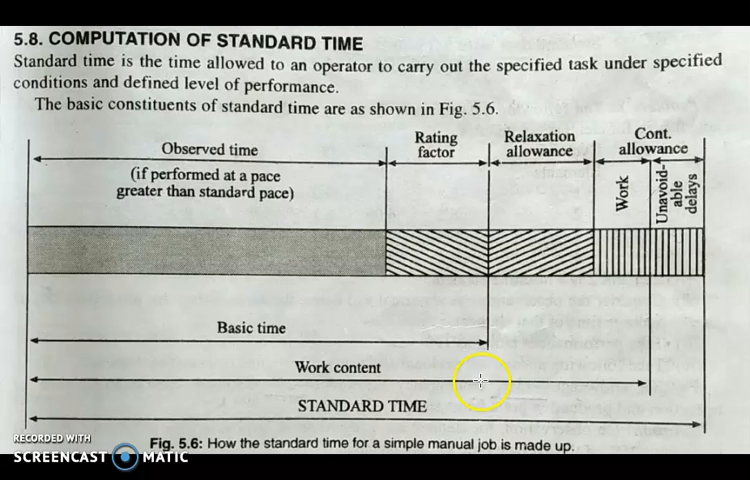 5.8. COMPUTATION OF STANDARD TIME
Standard time is the time allowed to an operator to carry out the specified task under specified
conditions and defined level of performance.
The basic constituents of standard time are as shown in Fig. 5.6.
Observed time
(if performed at a pace
greater than standard pace)
Rating
factor
Relaxation
allowance
Cont.
allowance
Work
Unavoid-
able
delays
Basic time
Work content
STANDARD TIME
Fig. 5.6: How the standard time for a simple manual job is made up.
RECORDED WITH
SCREENCAST MATIC